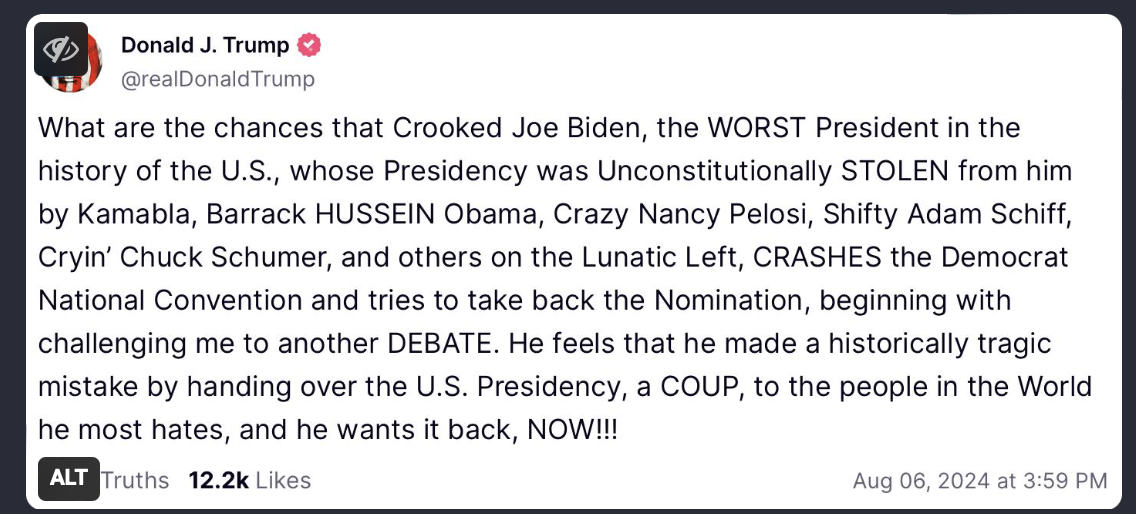 Donald J. Trump
@realDonaldTrump
What are the chances that Crooked Joe Biden, the WORST President in the
history of the U.S., whose Presidency was Unconstitutionally STOLEN from him
by Kamabla, Barrack HUSSEIN Obama, Crazy Nancy Pelosi, Shifty Adam Schiff,
Cryin’ Chuck Schumer, and others on the Lunatic Left, CRASHES the Democrat
National Convention and tries to take back the Nomination, beginning with
challenging me to another DEBATE. He feels that he made a historically tragic
mistake by handing over the U.S. Presidency, a COUP, to the people in the World
he most hates, and he wants it back, NOW!!!
ALT Truths 12.2k Likes Aug 06, 2024 at 3:59 PM